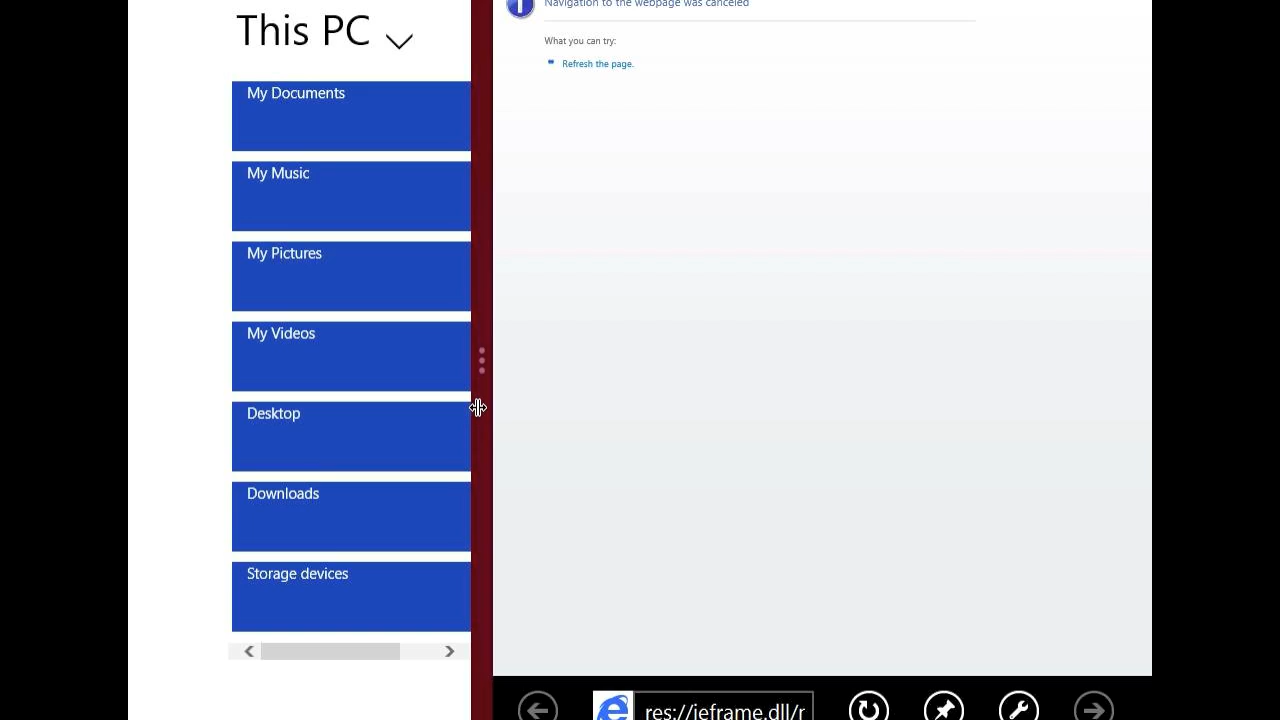 This PC
My Documents
My Music
My Pictures
My Videos
Desktop
Downloads
Storage devices
Navigation to the webpage was canceled
What you can try:
Refresh the page.
res://ieframe.dll/r